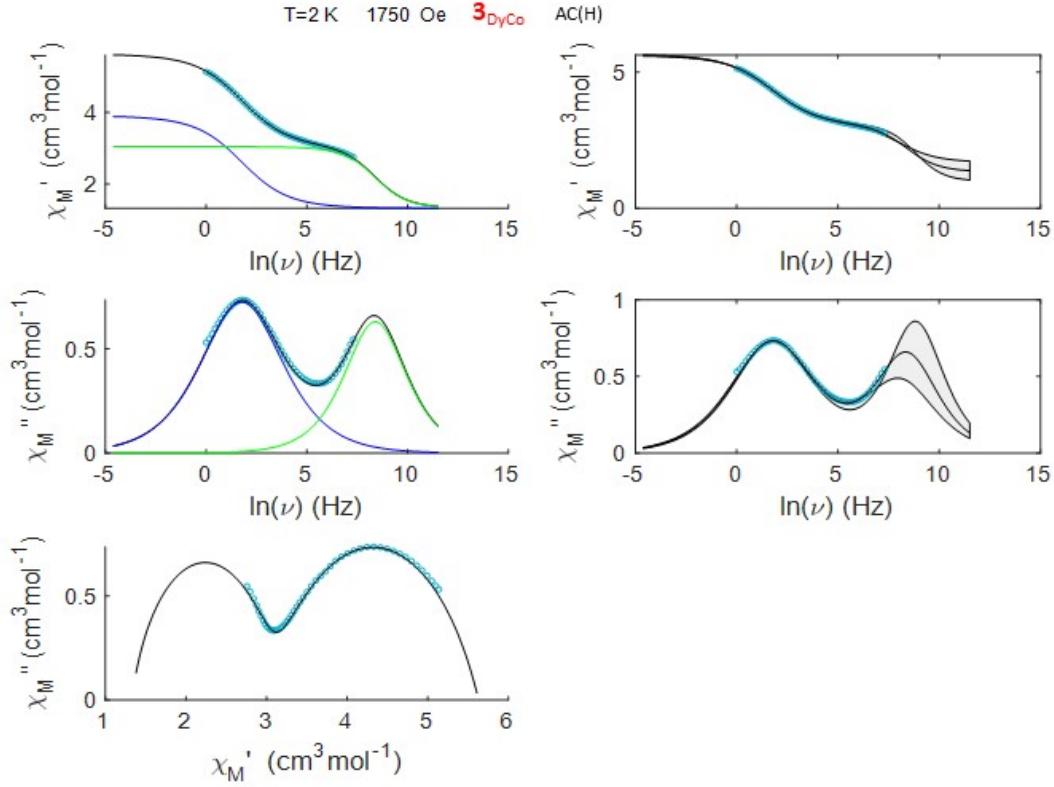 T=2 K 1750 Oe 3DyCo AC(H)
χM' (cm3mol-1)
4
2
-5 0 5 10 15
ln(ν) (Hz)
χM' (cm3mol-1)
5
0
-5 0 5 10 15
ln(ν) (Hz)
χM'' (cm3mol-1)
0.5
0
-5 0 5 10 15
ln(ν) (Hz)
χM'' (cm3mol-1)
1
0.5
0
-5 0 5 10 15
ln(ν) (Hz)
χM'' (cm3mol-1)
0.5
0
1 2 3 4 5 6
χM' (cm3mol-1)